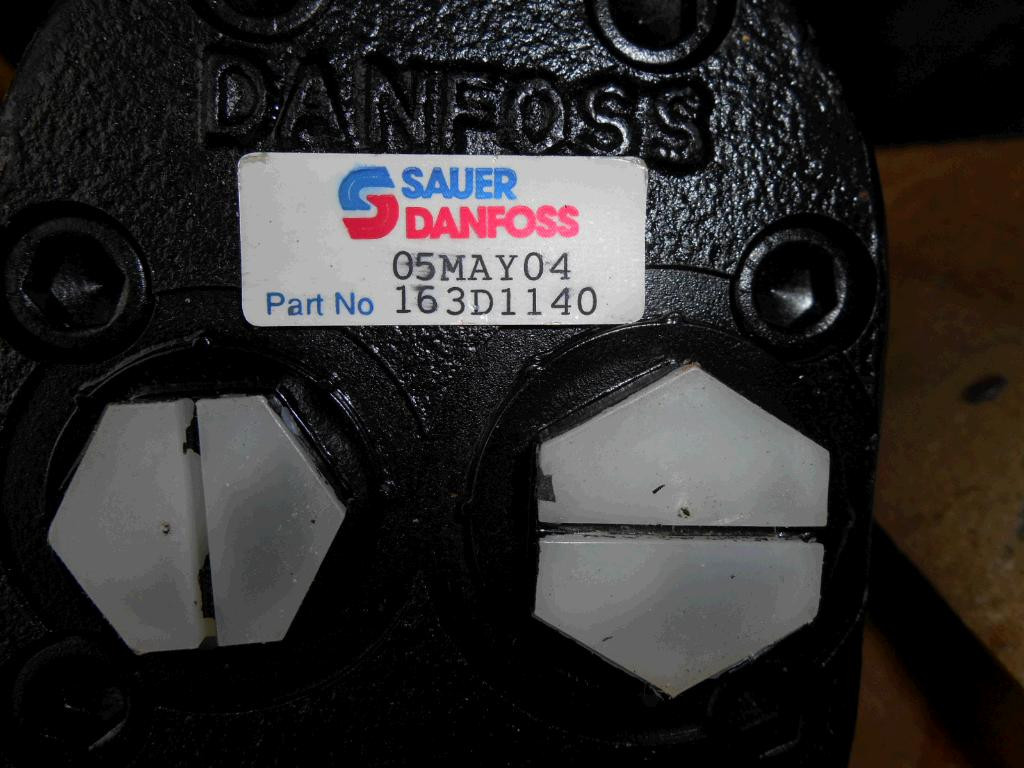 DANFOSS
SAUER
DANFOSS
05MAY04
Part No 163D1140